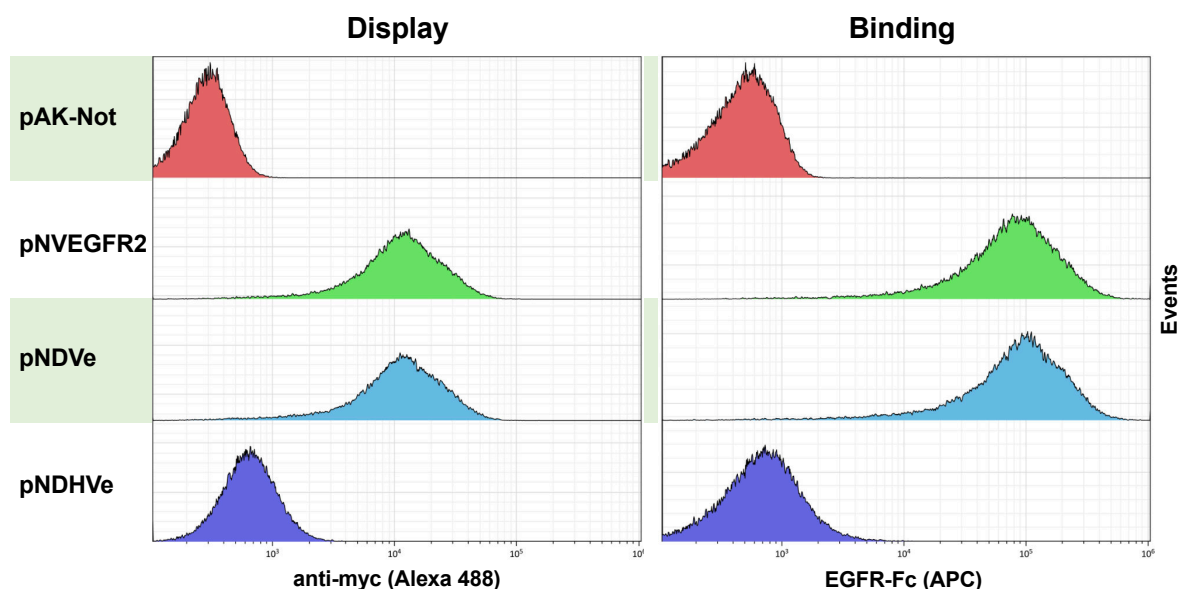 Display Binding
pAK-Not
pNVEGFR2
pNDVe
pNDHVe
Events
10³ 10⁴ 10⁵ 10³ 10⁴ 10⁵ 10⁶
anti-myc (Alexa 488) EGFR-Fc (APC)